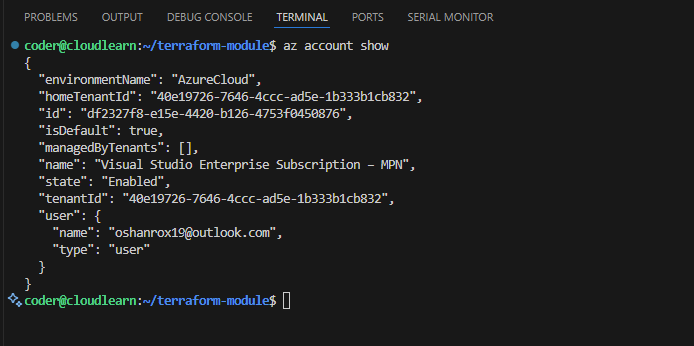 PROBLEMS OUTPUT DEBUG CONSOLE TERMINAL PORTS SERIAL MONITOR
coder@cloudlearn:~/terraform-module$ az account show
{
  "environmentName": "AzureCloud",
  "homeTenantId": "40e19726-7646-4ccc-ad5e-1b333b1cb832",
  "id": "df2327f8-e15e-4420-b126-4753f0450876",
  "isDefault": true,
  "managedByTenants": [],
  "name": "Visual Studio Enterprise Subscription – MPN",
  "state": "Enabled",
  "tenantId": "40e19726-7646-4ccc-ad5e-1b333b1cb832",
  "user": {
    "name": "oshanrox19@outlook.com",
    "type": "user"
  }
}
coder@cloudlearn:~/terraform-module$